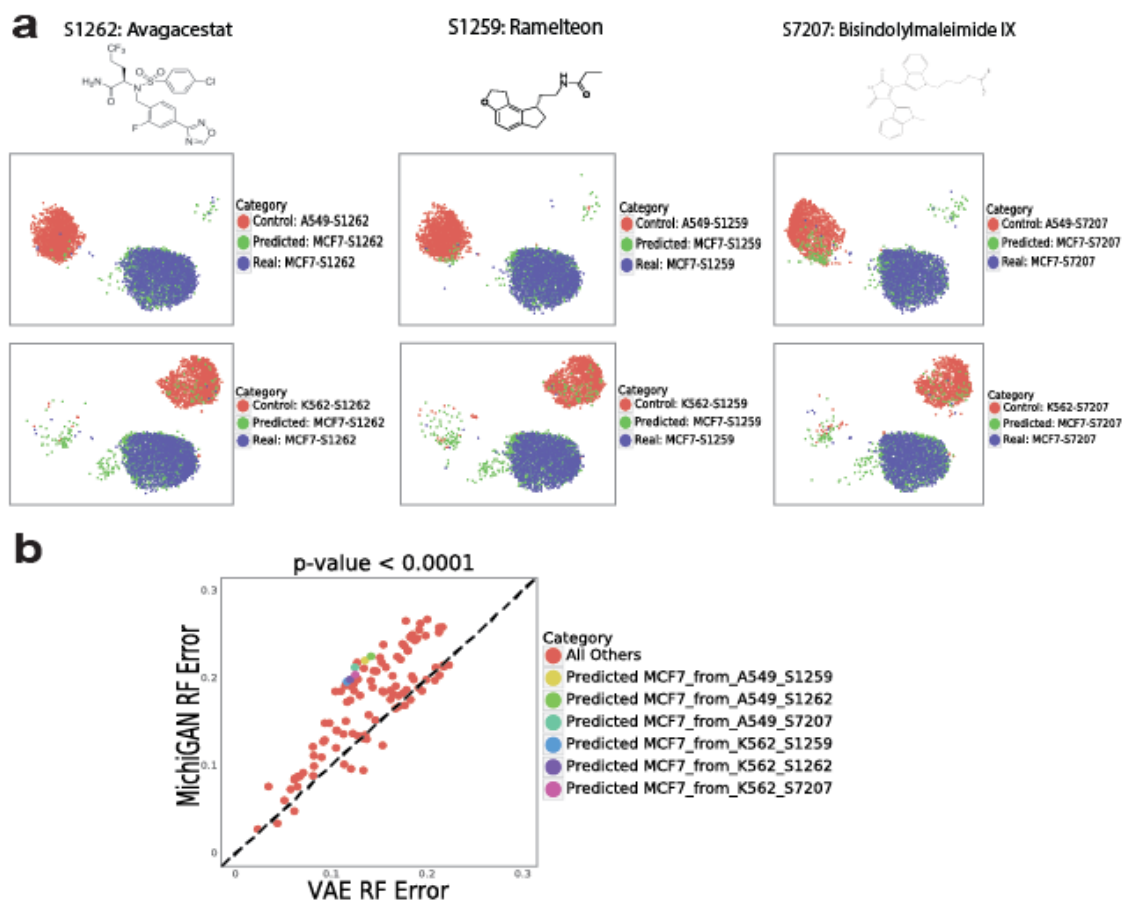 a
S1262: Avagacestat
S1259: Ramelteon
S7207: Bisindolylmaleimide IX
CF3
H2N
O
N
S
O O
Cl
F
N
O
N
H
N
O
O
Category
Control: A549-S1262
Predicted: MCF7-S1262
Real: MCF7-S1262
Category
Control: A549-S1259
Predicted: MCF7-S1259
Real: MCF7-S1259
Category
Control: A549-S7207
Predicted: MCF7-S7207
Real: MCF7-S7207
Category
Control: K562-S1262
Predicted: MCF7-S1262
Real: MCF7-S1262
Category
Control: K562-S1259
Predicted: MCF7-S1259
Real: MCF7-S1259
Category
Control: K562-S7207
Predicted: MCF7-S7207
Real: MCF7-S7207
b
p-value < 0.0001
MichiGAN RF Error
0.3
0.2
0.1
0
0
0.1
0.2
0.3
VAE RF Error
Category
All Others
Predicted MCF7_from_A549_S1259
Predicted MCF7_from_A549_S1262
Predicted MCF7_from_A549_S7207
Predicted MCF7_from_K562_S1259
Predicted MCF7_from_K562_S1262
Predicted MCF7_from_K562_S7207